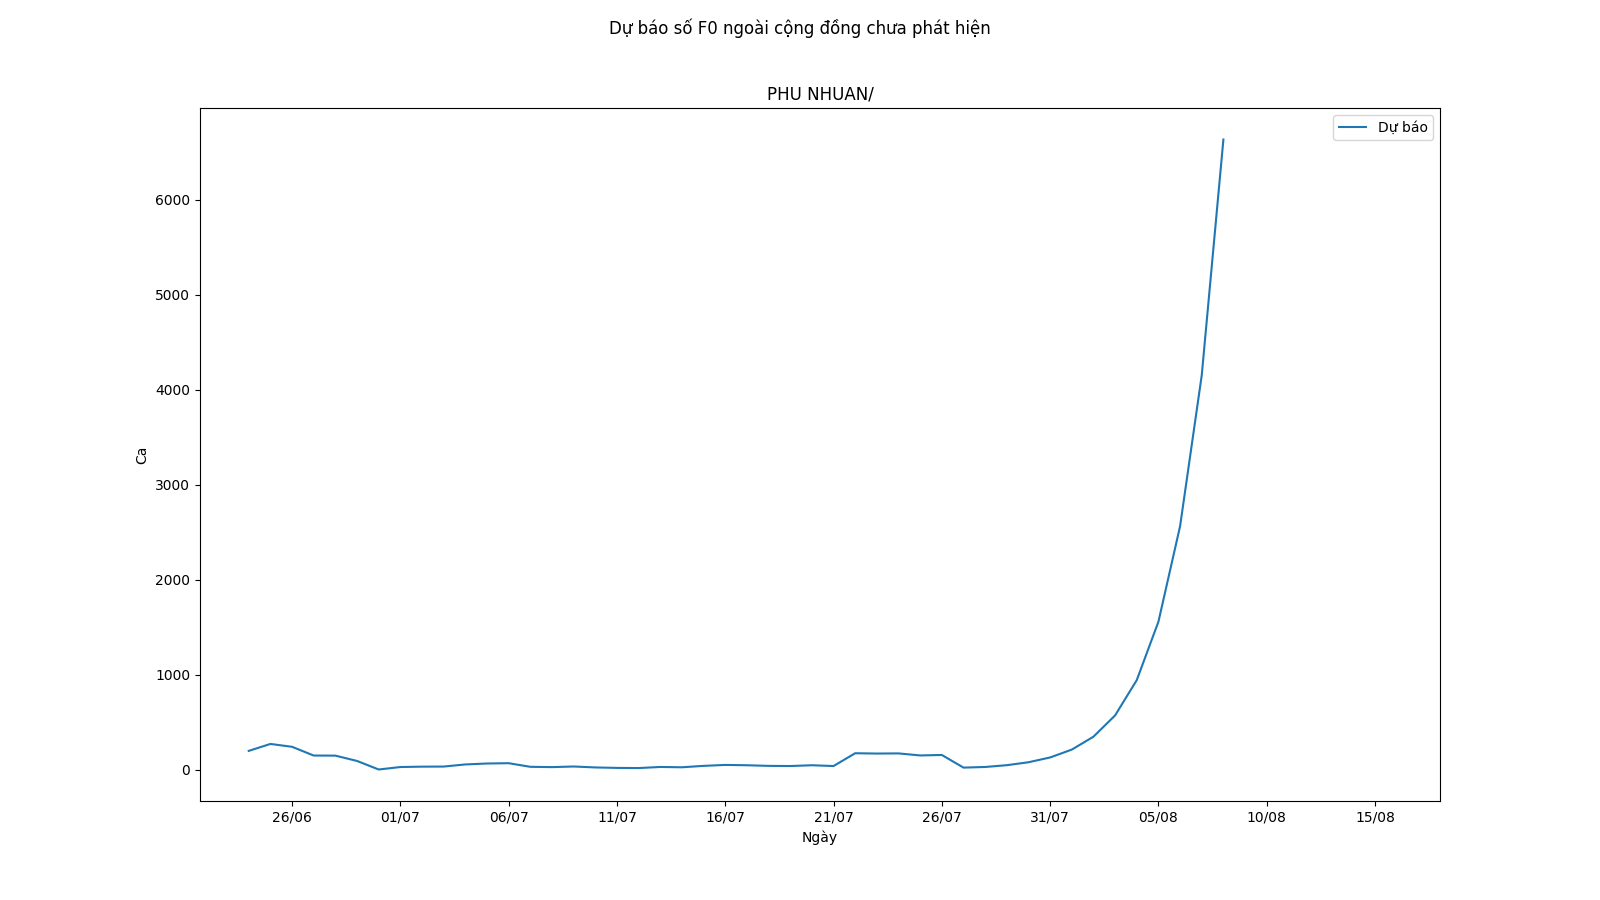 Dự báo số F0 ngoài cộng đồng chưa phát hiện
PHU NHUAN/
Dự báo
6000
5000
4000
3000
2000
1000
0
Ca
26/06 01/07 06/07 11/07 16/07 21/07 26/07 31/07 05/08 10/08 15/08
Ngày